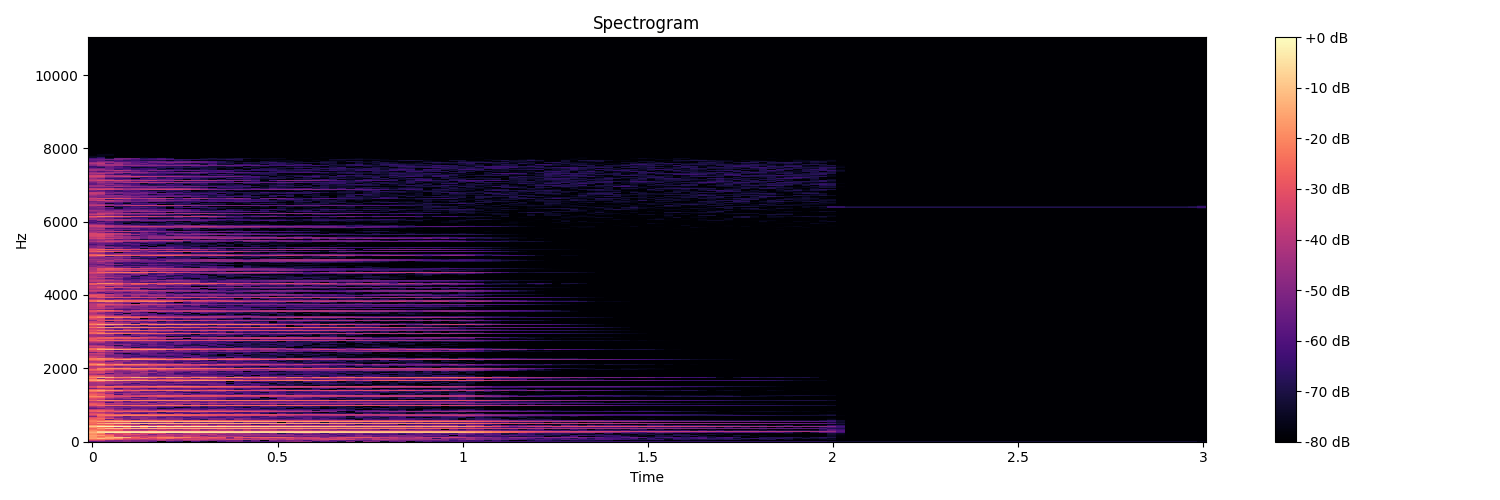 Spectrogram
Hz
10000
8000
6000
4000
2000
0
0
0.5
1
1.5
2
2.5
3
Time
+0 dB
-10 dB
-20 dB
-30 dB
-40 dB
-50 dB
-60 dB
-70 dB
-80 dB